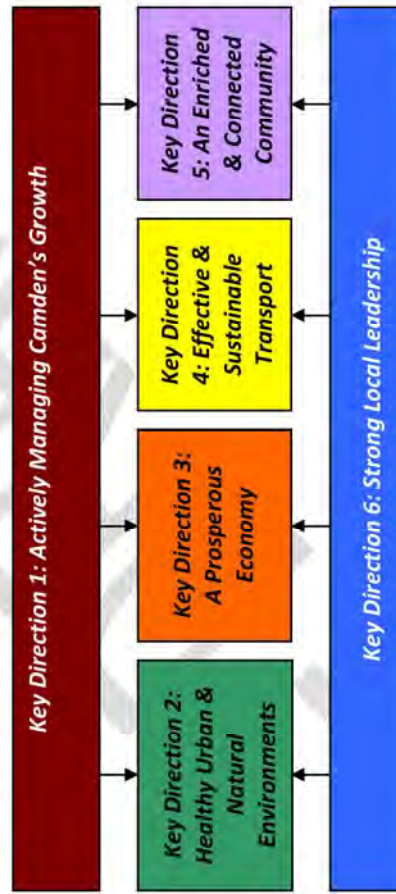 Key Direction 1: Actively Managing Camden's Growth
Key Direction 2:
Healthy Urban &
Natural
Environments
Key Direction 3:
A Prosperous
Economy
Key Direction
4: Effective &
Sustainable
Transport
Key Direction
5: An Enriched
& Connected
Community
Key Direction 6: Strong Local Leadership